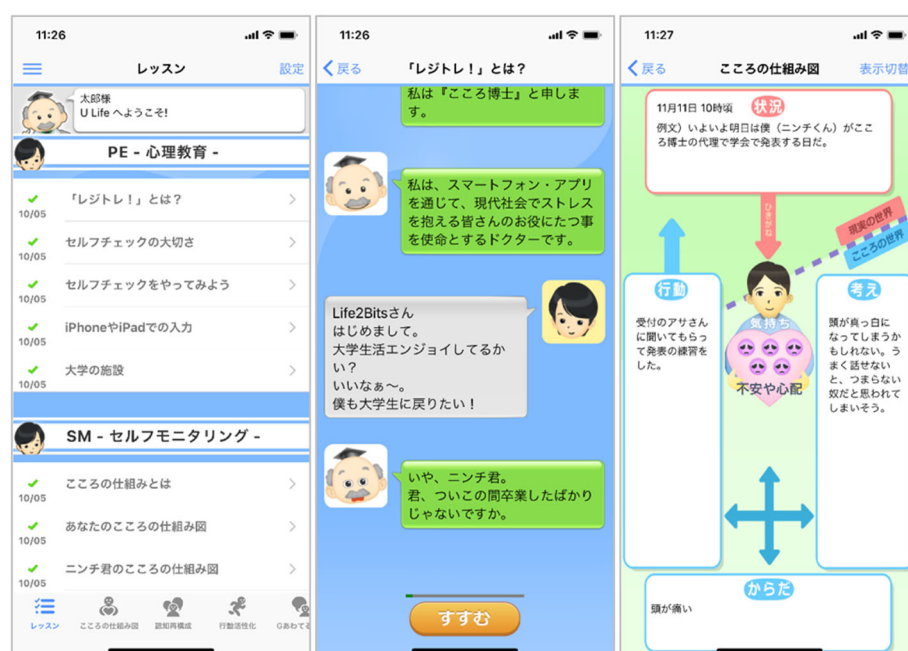 11:26
レッスン
設定
太郎様
U Life へようこそ!
PE - 心理教育 -
「レジトレ！」とは？
10/05
セルフチェックの大切さ
10/05
セルフチェックをやってみよう
10/05
iPhoneやiPadでの入力
10/05
大学の施設
10/05
SM - セルフモニタリング -
こころの仕組みとは
10/05
あなたのこころの仕組み図
10/05
ニンチ君のこころの仕組み図
10/05
レッスン
こころの仕組み図
認知再構成
行動活性化
Gあわてる
11:26
戻る
「レジトレ！」とは？
私は『こころ博士』と申しま
す。
私は、スマートフォン・アプリ
を通じて、現代社会でストレス
を抱える皆さんのお役にたつ事
を使命とするドクターです。
Life2Bitsさん
はじめまして。
大学生活エンジョイしてるか
い？
いいなぁ〜。
僕も大学生に戻りたい！
いや、ニンチ君。
君、ついこの間卒業したばかり
じゃないですか。
すすむ
11:27
戻る
こころの仕組み図
表示切替
11月11日 10時頃
状況
例文）いよいよ明日は僕（ニンチくん）がここ
ろ博士の代理で学会で発表する日だ。
ひきがね
現実の世界
こころの世界
行動
受付のアサさん
に聞いてもらっ
て発表の練習を
した。
気持ち
不安や心配
考え
頭が真っ白に
なってしまうか
もしれない。う
まく話せない
と、つまらない
奴だと思われて
しまいそう。
からだ
頭が痛い